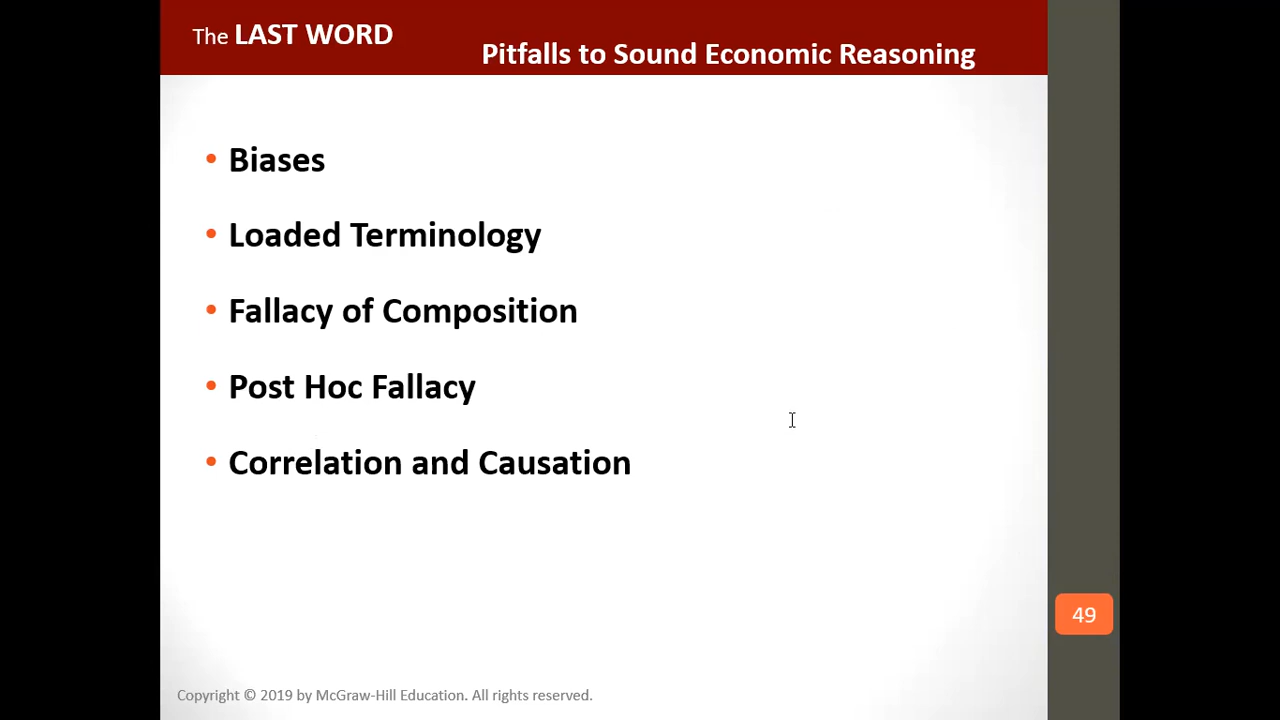 The LAST WORD
Pitfalls to Sound Economic Reasoning
• Biases
• Loaded Terminology
• Fallacy of Composition
• Post Hoc Fallacy
• Correlation and Causation
49
Copyright © 2019 by McGraw-Hill Education. All rights reserved.